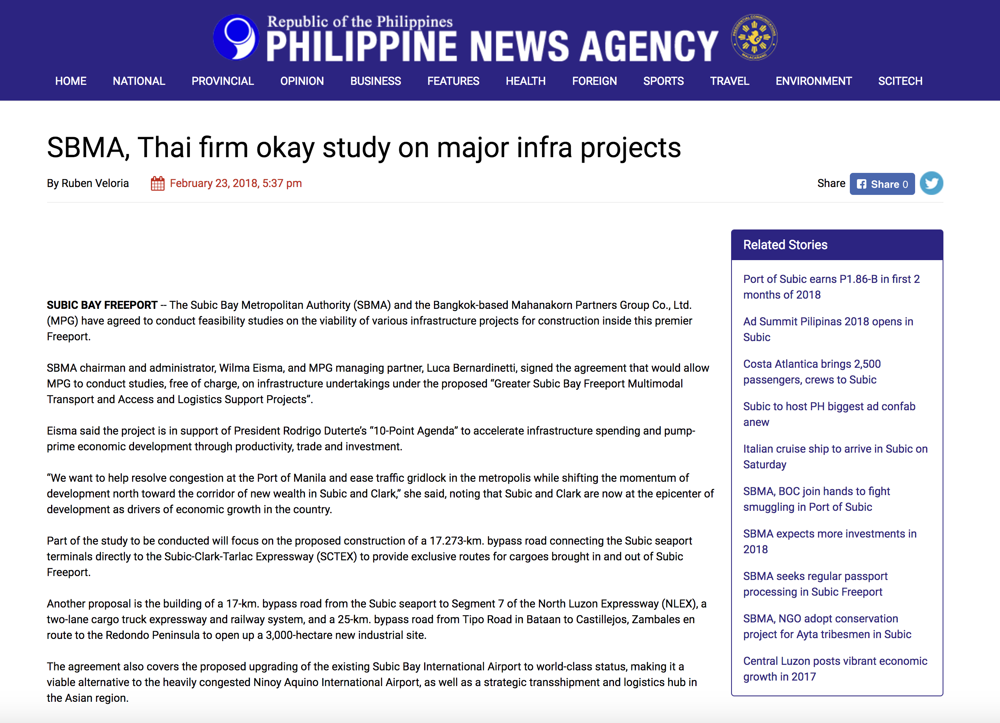 Republic of the Philippines
PHILIPPINE NEWS AGENCY
PRESIDENTIAL COMMUNICATIONS
MALACAÑANG
HOME NATIONAL PROVINCIAL OPINION BUSINESS FEATURES HEALTH FOREIGN SPORTS TRAVEL ENVIRONMENT SCITECH
SBMA, Thai firm okay study on major infra projects
By Ruben Veloria February 23, 2018, 5:37 pm
Share Share 0
SUBIC BAY FREEPORT -- The Subic Bay Metropolitan Authority (SBMA) and the Bangkok-based Mahanakorn Partners Group Co., Ltd.
(MPG) have agreed to conduct feasibility studies on the viability of various infrastructure projects for construction inside this premier
Freeport.
SBMA chairman and administrator, Wilma Eisma, and MPG managing partner, Luca Bernardinetti, signed the agreement that would allow
MPG to conduct studies, free of charge, on infrastructure undertakings under the proposed “Greater Subic Bay Freeport Multimodal
Transport and Access and Logistics Support Projects”.
Eisma said the project is in support of President Rodrigo Duterte’s “10-Point Agenda” to accelerate infrastructure spending and pump-
prime economic development through productivity, trade and investment.
“We want to help resolve congestion at the Port of Manila and ease traffic gridlock in the metropolis while shifting the momentum of
development north toward the corridor of new wealth in Subic and Clark,” she said, noting that Subic and Clark are now at the epicenter of
development as drivers of economic growth in the country.
Part of the study to be conducted will focus on the proposed construction of a 17.273-km. bypass road connecting the Subic seaport
terminals directly to the Subic-Clark-Tarlac Expressway (SCTEX) to provide exclusive routes for cargoes brought in and out of Subic
Freeport.
Another proposal is the building of a 17-km. bypass road from the Subic seaport to Segment 7 of the North Luzon Expressway (NLEX), a
two-lane cargo truck expressway and railway system, and a 25-km. bypass road from Tipo Road in Bataan to Castillejos, Zambales en
route to the Redondo Peninsula to open up a 3,000-hectare new industrial site.
The agreement also covers the proposed upgrading of the existing Subic Bay International Airport to world-class status, making it a
viable alternative to the heavily congested Ninoy Aquino International Airport, as well as a strategic transshipment and logistics hub in
the Asian region.
Related Stories
Port of Subic earns P1.86-B in first 2
months of 2018
Ad Summit Pilipinas 2018 opens in
Subic
Costa Atlantica brings 2,500
passengers, crews to Subic
Subic to host PH biggest ad confab
anew
Italian cruise ship to arrive in Subic on
Saturday
SBMA, BOC join hands to fight
smuggling in Port of Subic
SBMA expects more investments in
2018
SBMA seeks regular passport
processing in Subic Freeport
SBMA, NGO adopt conservation
project for Ayta tribesmen in Subic
Central Luzon posts vibrant economic
growth in 2017